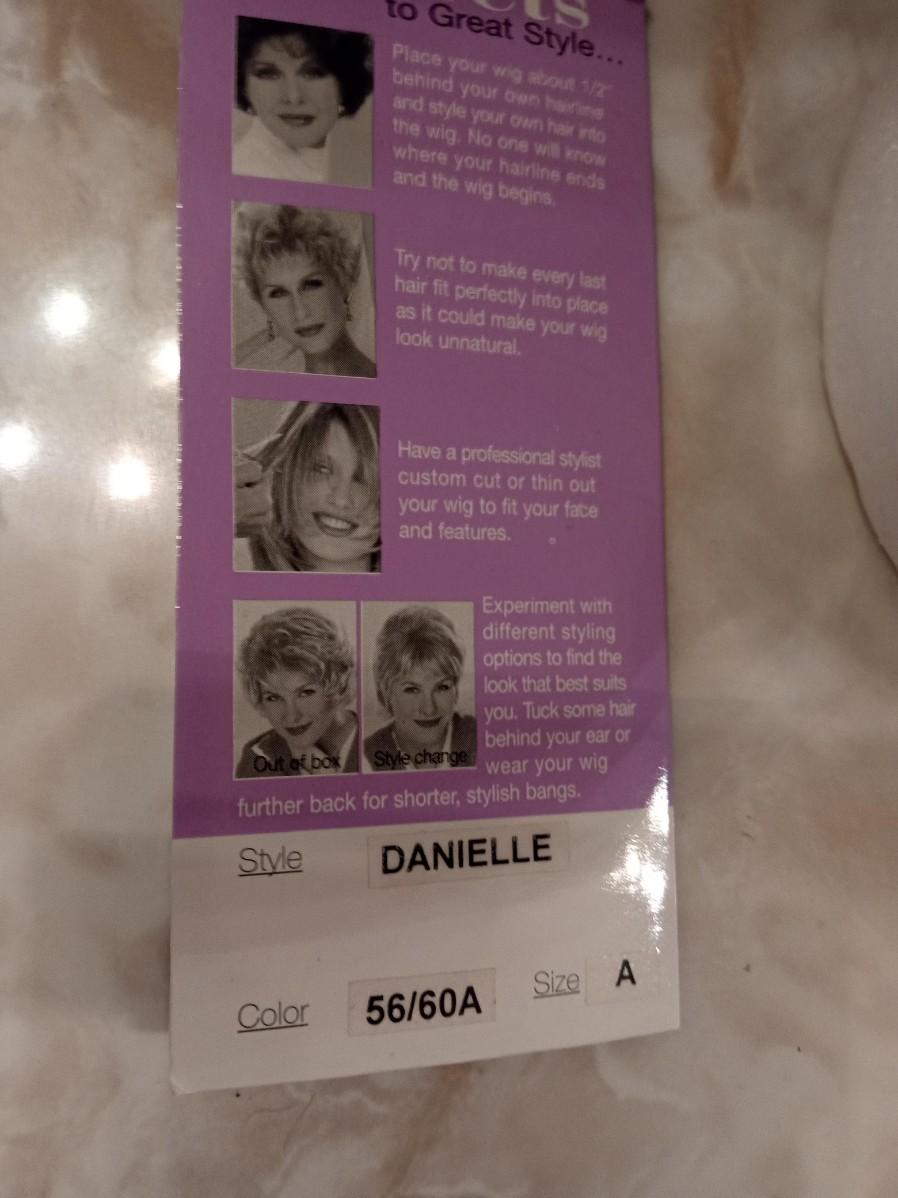 to Great Style...
Place your wig about 1/2"
behind your own hairline
and style your own hair into
the wig. No one will know
where your hairline ends
and the wig begins.
Try not to make every last
hair fit perfectly into place
as it could make your wig
look unnatural.
Have a professional stylist
custom cut or thin out
your wig to fit your face
and features.
Experiment with
different styling
options to find the
look that best suits
you. Tuck some hair
behind your ear or
wear your wig
further back for shorter, stylish bangs.
Out of box
Style change
Style DANIELLE
Color 56/60A Size A